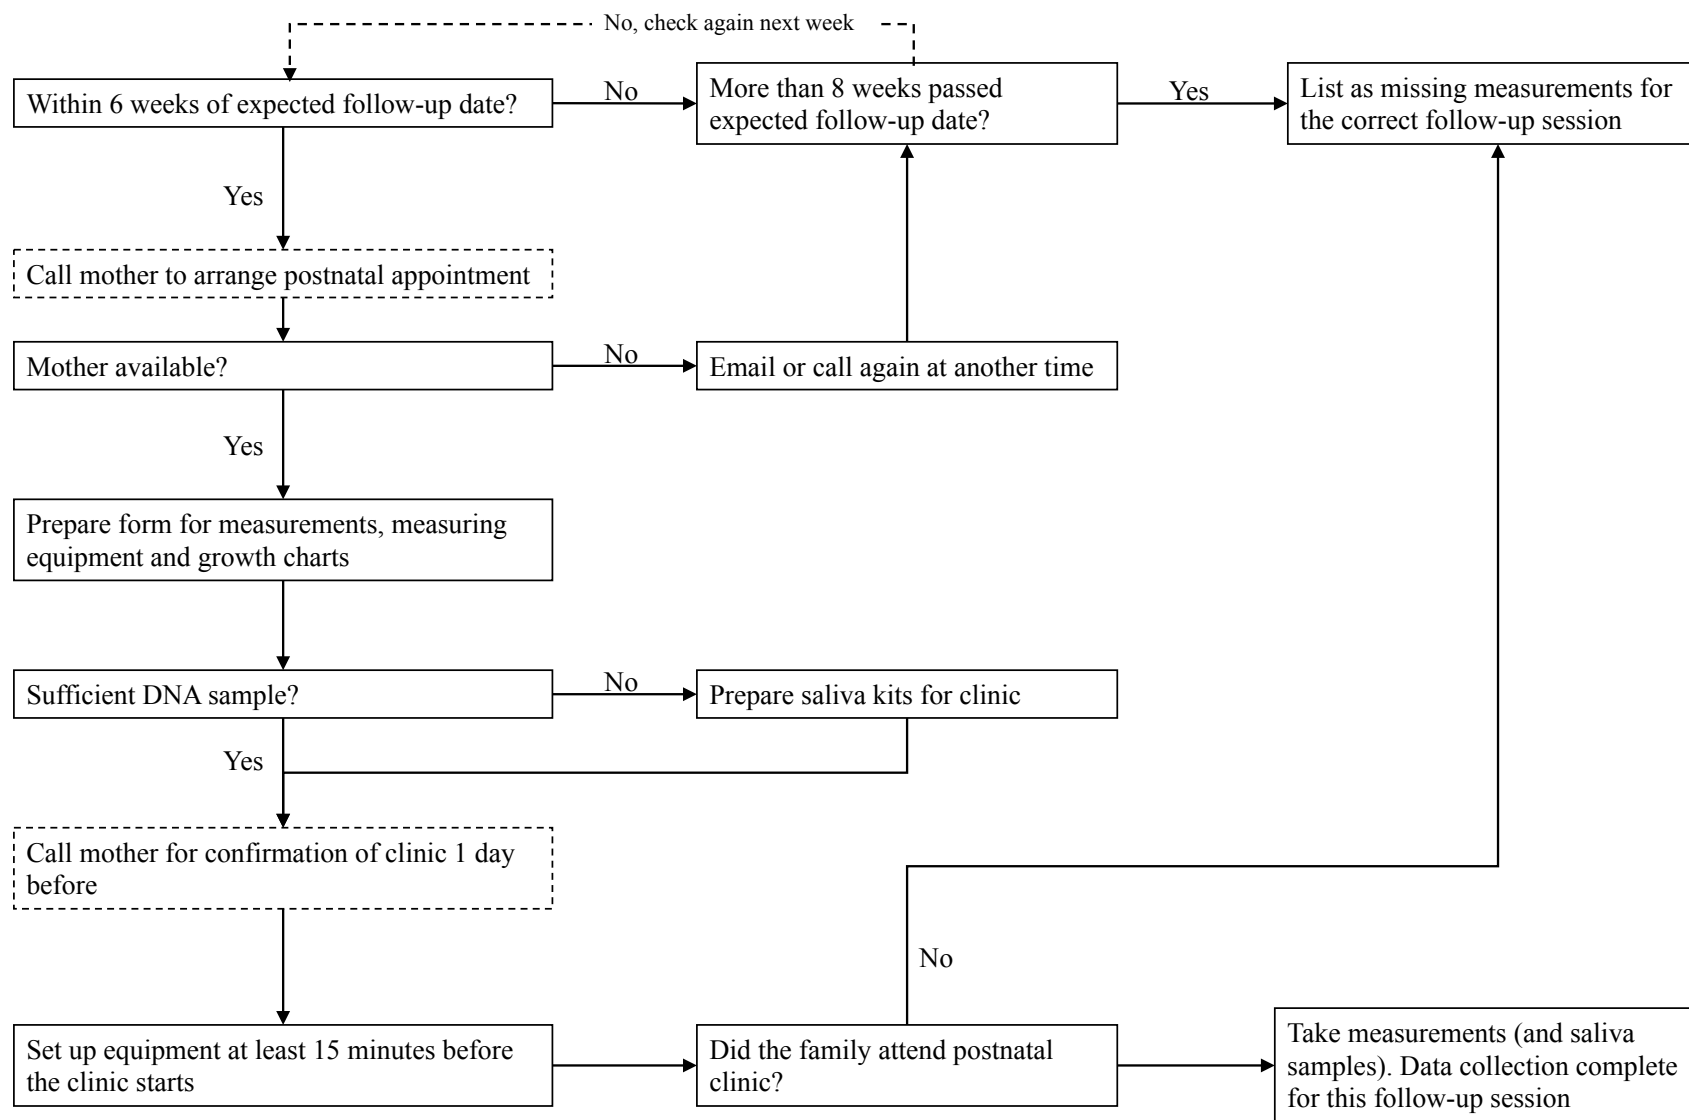 No, check again next week
Within 6 weeks of expected follow-up date?
No
More than 8 weeks passed
expected follow-up date?
Yes
List as missing measurements for
the correct follow-up session
Yes
Call mother to arrange postnatal appointment
Mother available?
No
Email or call again at another time
Yes
Prepare form for measurements, measuring
equipment and growth charts
Sufficient DNA sample?
No
Prepare saliva kits for clinic
Yes
Call mother for confirmation of clinic 1 day
before
No
Set up equipment at least 15 minutes before
the clinic starts
Did the family attend postnatal
clinic?
Take measurements (and saliva
samples). Data collection complete
for this follow-up session